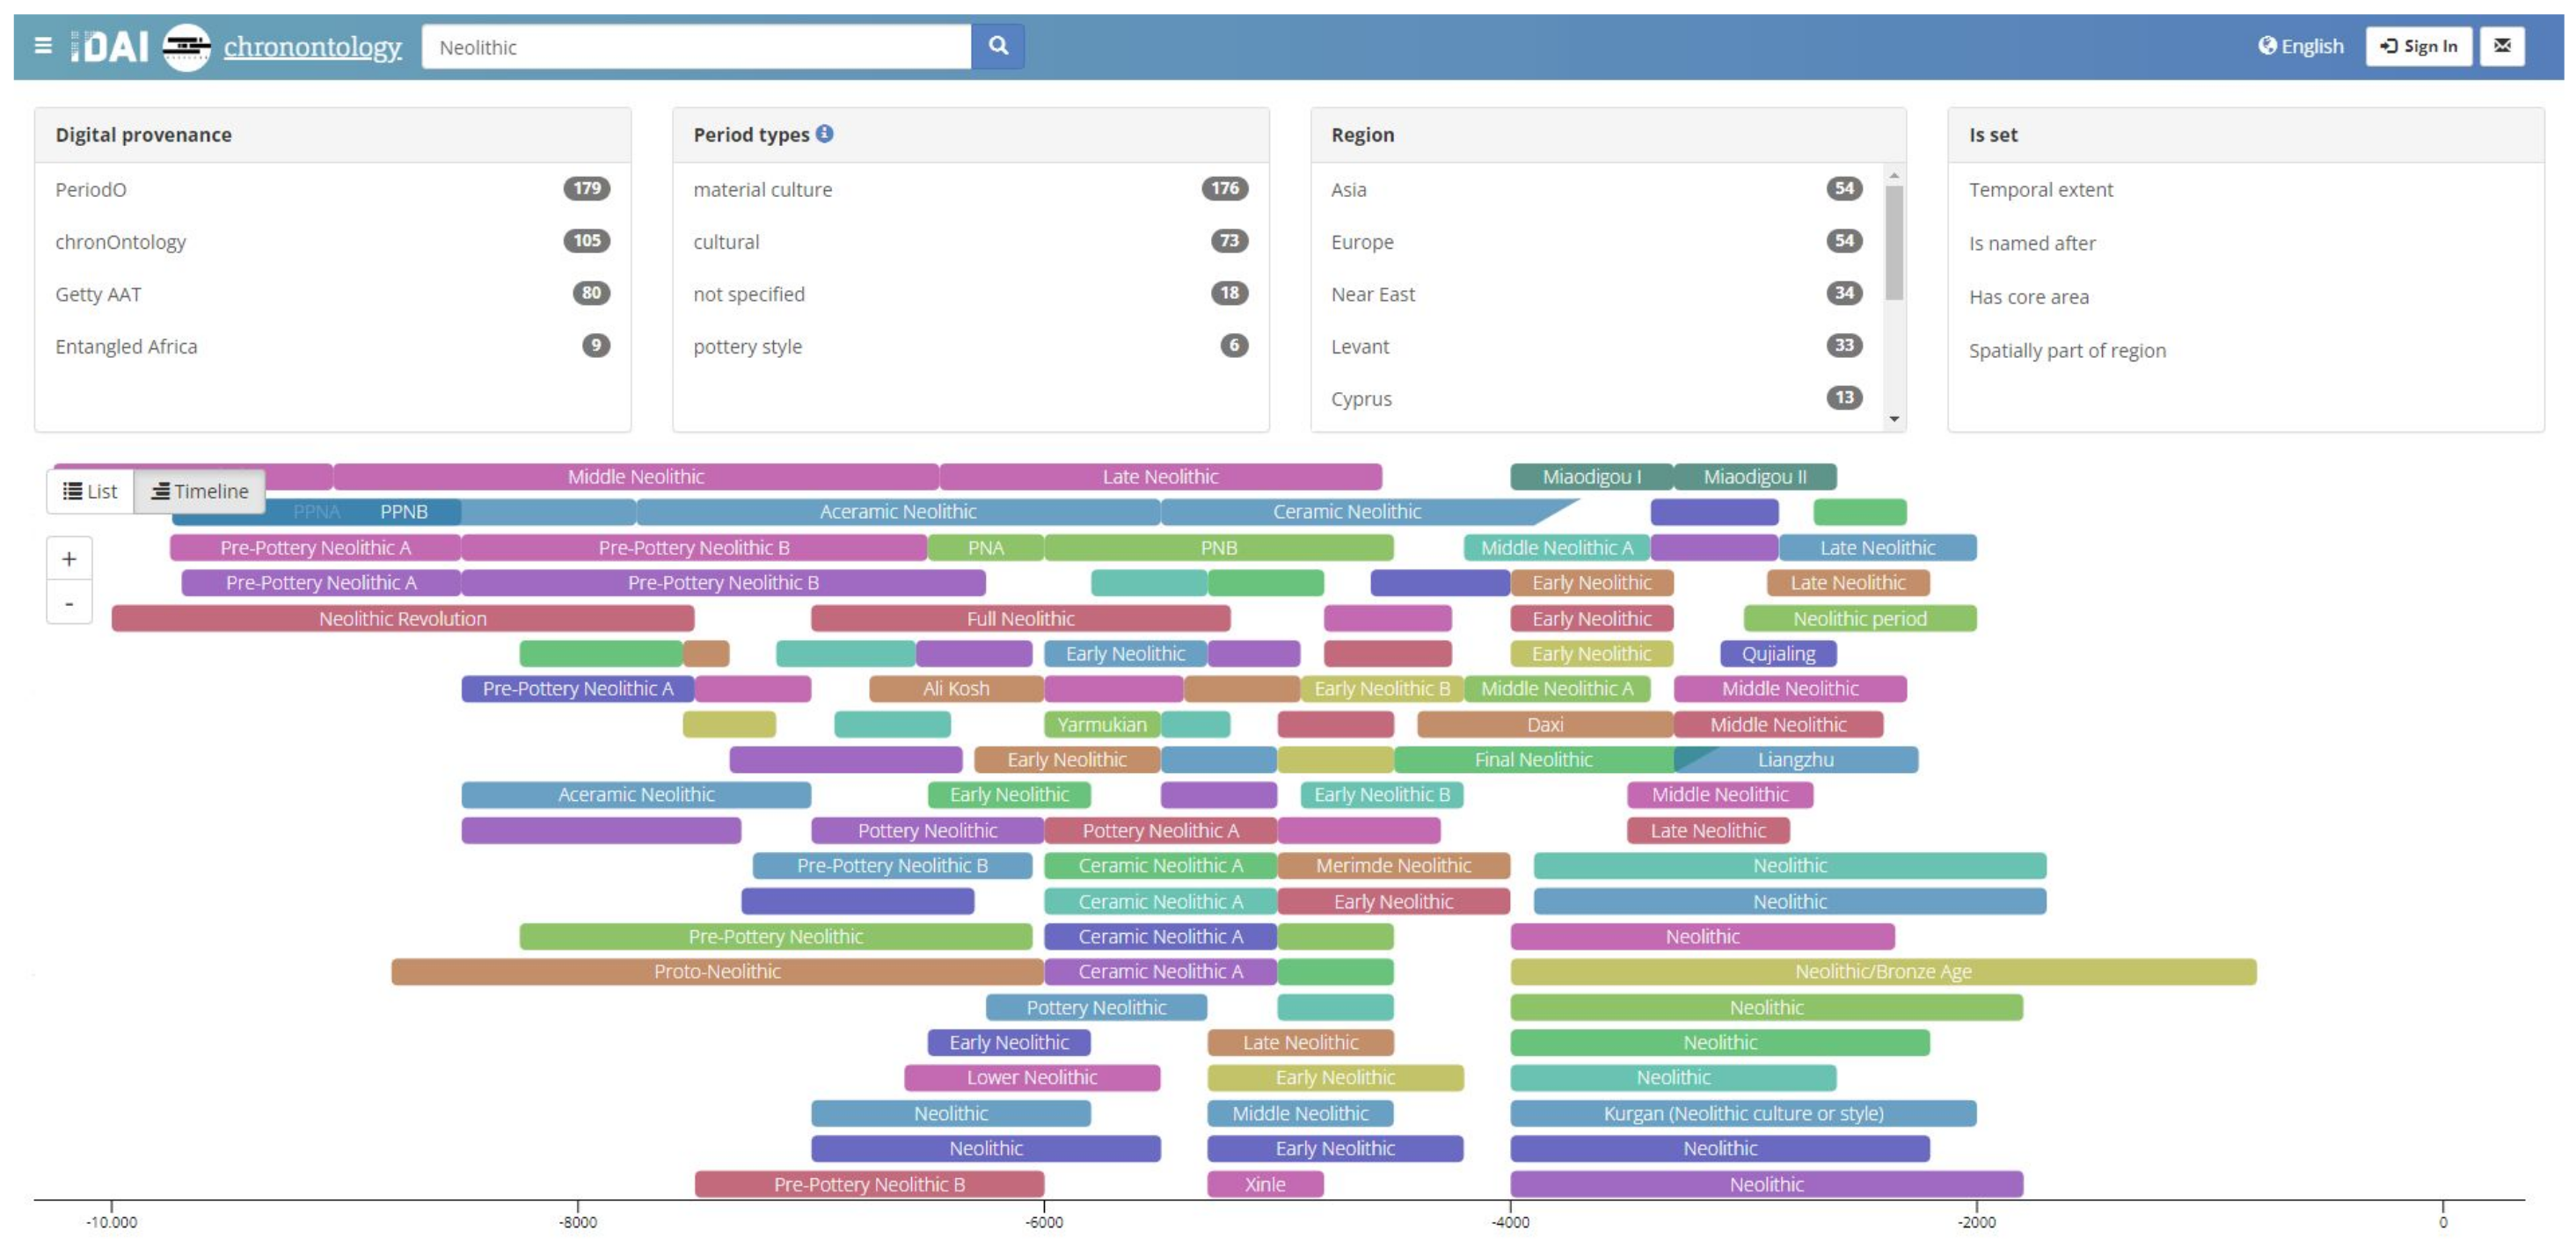 iDAI chronontology Neolithic English Sign In
Digital provenance
PeriodO 179
chronOntology 105
Getty AAT 80
Entangled Africa 9
Period types
material culture 176
cultural 73
not specified 18
pottery style 6
Region
Asia 54
Europe 54
Near East 34
Levant 33
Cyprus 13
Is set
Temporal extent
Is named after
Has core area
Spatially part of region
List Timeline
+
-
Middle Neolithic Late Neolithic Miaodigou I Miaodigou II
PPNA PPNB Aceramic Neolithic Ceramic Neolithic
Pre-Pottery Neolithic A Pre-Pottery Neolithic B PNA PNB Middle Neolithic A Late Neolithic
Pre-Pottery Neolithic A Pre-Pottery Neolithic B Early Neolithic Late Neolithic
Neolithic Revolution Full Neolithic Early Neolithic Neolithic period
Early Neolithic Early Neolithic Qujialing
Pre-Pottery Neolithic A Ali Kosh Early Neolithic B Middle Neolithic A Middle Neolithic
Yarmukian Daxi Middle Neolithic
Early Neolithic Final Neolithic Liangzhu
Aceramic Neolithic Early Neolithic Early Neolithic B Middle Neolithic
Pottery Neolithic Pottery Neolithic A Late Neolithic
Pre-Pottery Neolithic B Ceramic Neolithic A Merimde Neolithic Neolithic
Ceramic Neolithic A Early Neolithic Neolithic
Pre-Pottery Neolithic Ceramic Neolithic A Neolithic
Proto-Neolithic Ceramic Neolithic A Neolithic/Bronze Age
Pottery Neolithic Neolithic
Early Neolithic Late Neolithic Neolithic
Lower Neolithic Early Neolithic Neolithic
Neolithic Middle Neolithic Kurgan (Neolithic culture or style)
Neolithic Early Neolithic Neolithic
Pre-Pottery Neolithic B Xinle Neolithic
-10.000 -8000 -6000 -4000 -2000 0